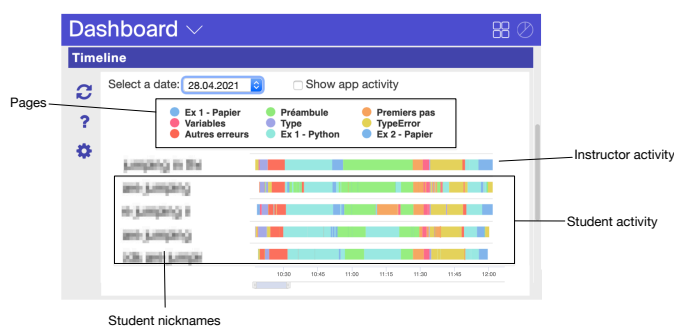 Dashboard
Timeline
Select a date: 28.04.2021 Show app activity
Pages
Ex 1 - Papier Préambule Premiers pas
Variables Type TypeError
Autres erreurs Ex 1 - Python Ex 2 - Papier
?
Instructor activity
Student activity
10:30 10:45 11:00 11:15 11:30 11:45 12:00
Student nicknames